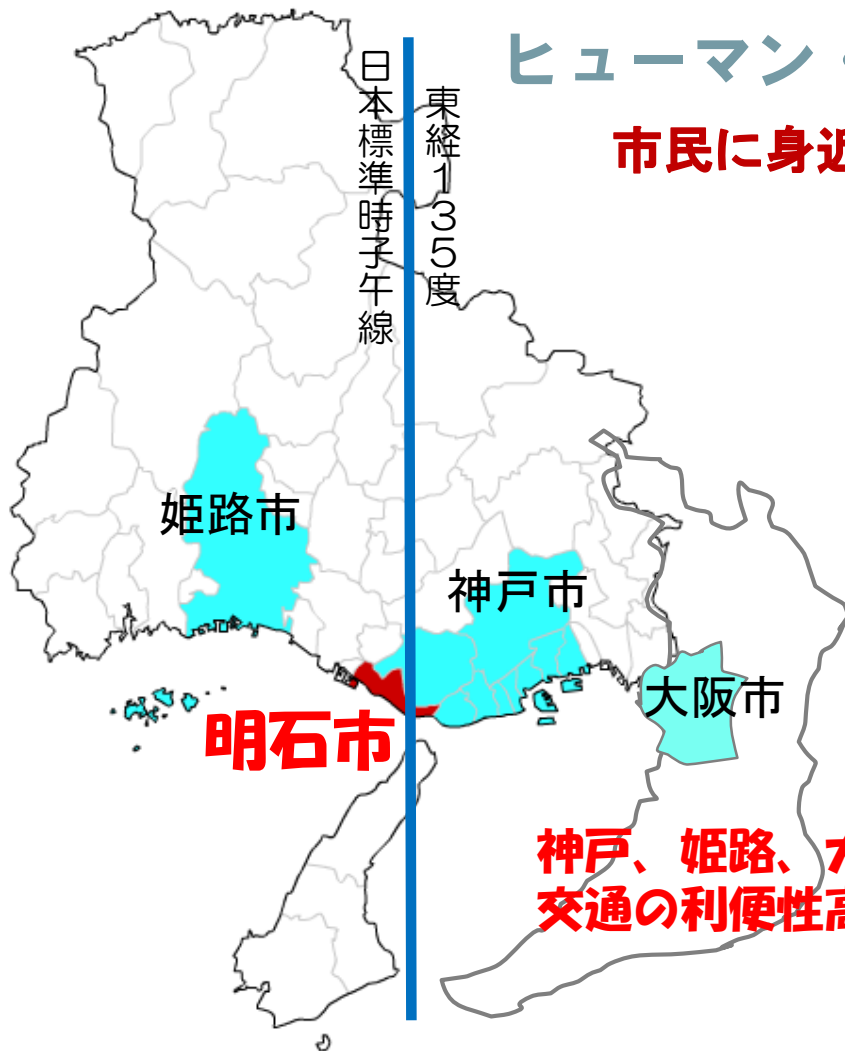 ヒューマン・
市民に身近
東経135度
日本標準時子午線
姫路市
神戸市
大阪市
明石市
神戸、姫路、
交通の利便性高